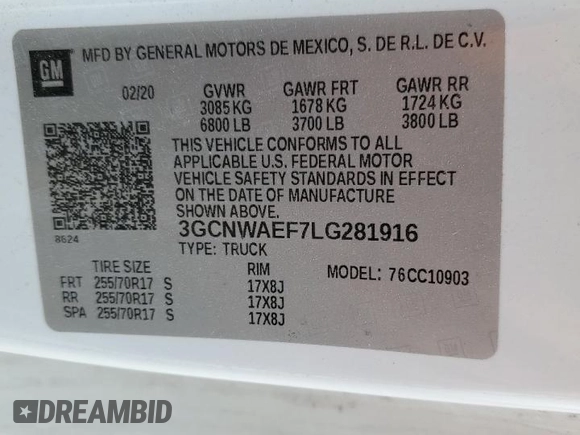 GM
MFD BY GENERAL MOTORS DE MEXICO, S. DE R.L. DE C.V.
02/20 GVWR GAWR FRT GAWR RR
3085 KG 1678 KG 1724 KG
6800 LB 3700 LB 3800 LB
THIS VEHICLE CONFORMS TO ALL
APPLICABLE U.S. FEDERAL MOTOR
VEHICLE SAFETY STANDARDS IN EFFECT
ON THE DATE OF MANUFACTURE
SHOWN ABOVE.
8624 3GCNWAEF7LG281916
TYPE: TRUCK
TIRE SIZE RIM MODEL: 76CC10903
FRT 255/70R17 S 17X8J
RR 255/70R17 S 17X8J
SPA 255/70R17 S 17X8J
DREAMBID